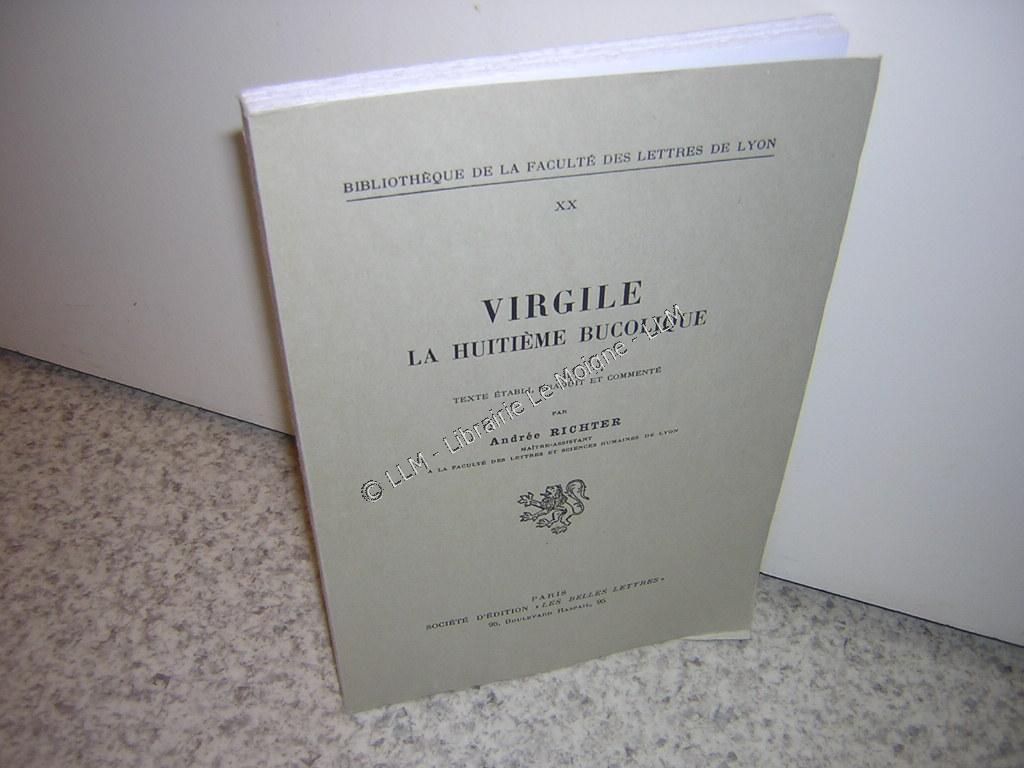 BIBLIOTHÈQUE DE LA FACULTÉ DES LETTRES DE LYON
XX
VIRGILE
LA HUITIÈME BUCOLIQUE
TEXTE ÉTABLI, TRADUIT ET COMMENTÉ
PAR
Andrée RICHTER
MAÎTRE-ASSISTANT
A LA FACULTÉ DES LETTRES ET SCIENCES HUMAINES DE LYON
© LLM - Librairie Le Moigne - LLM
PARIS
SOCIÉTÉ D'ÉDITION « LES BELLES LETTRES »
95, BOULEVARD RASPAIL, 95